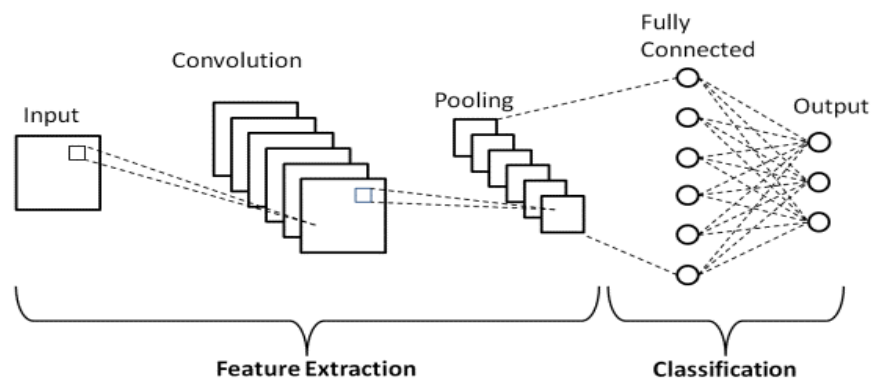 Input
Convolution
Pooling
Fully
Connected
Output
Feature Extraction
Classification